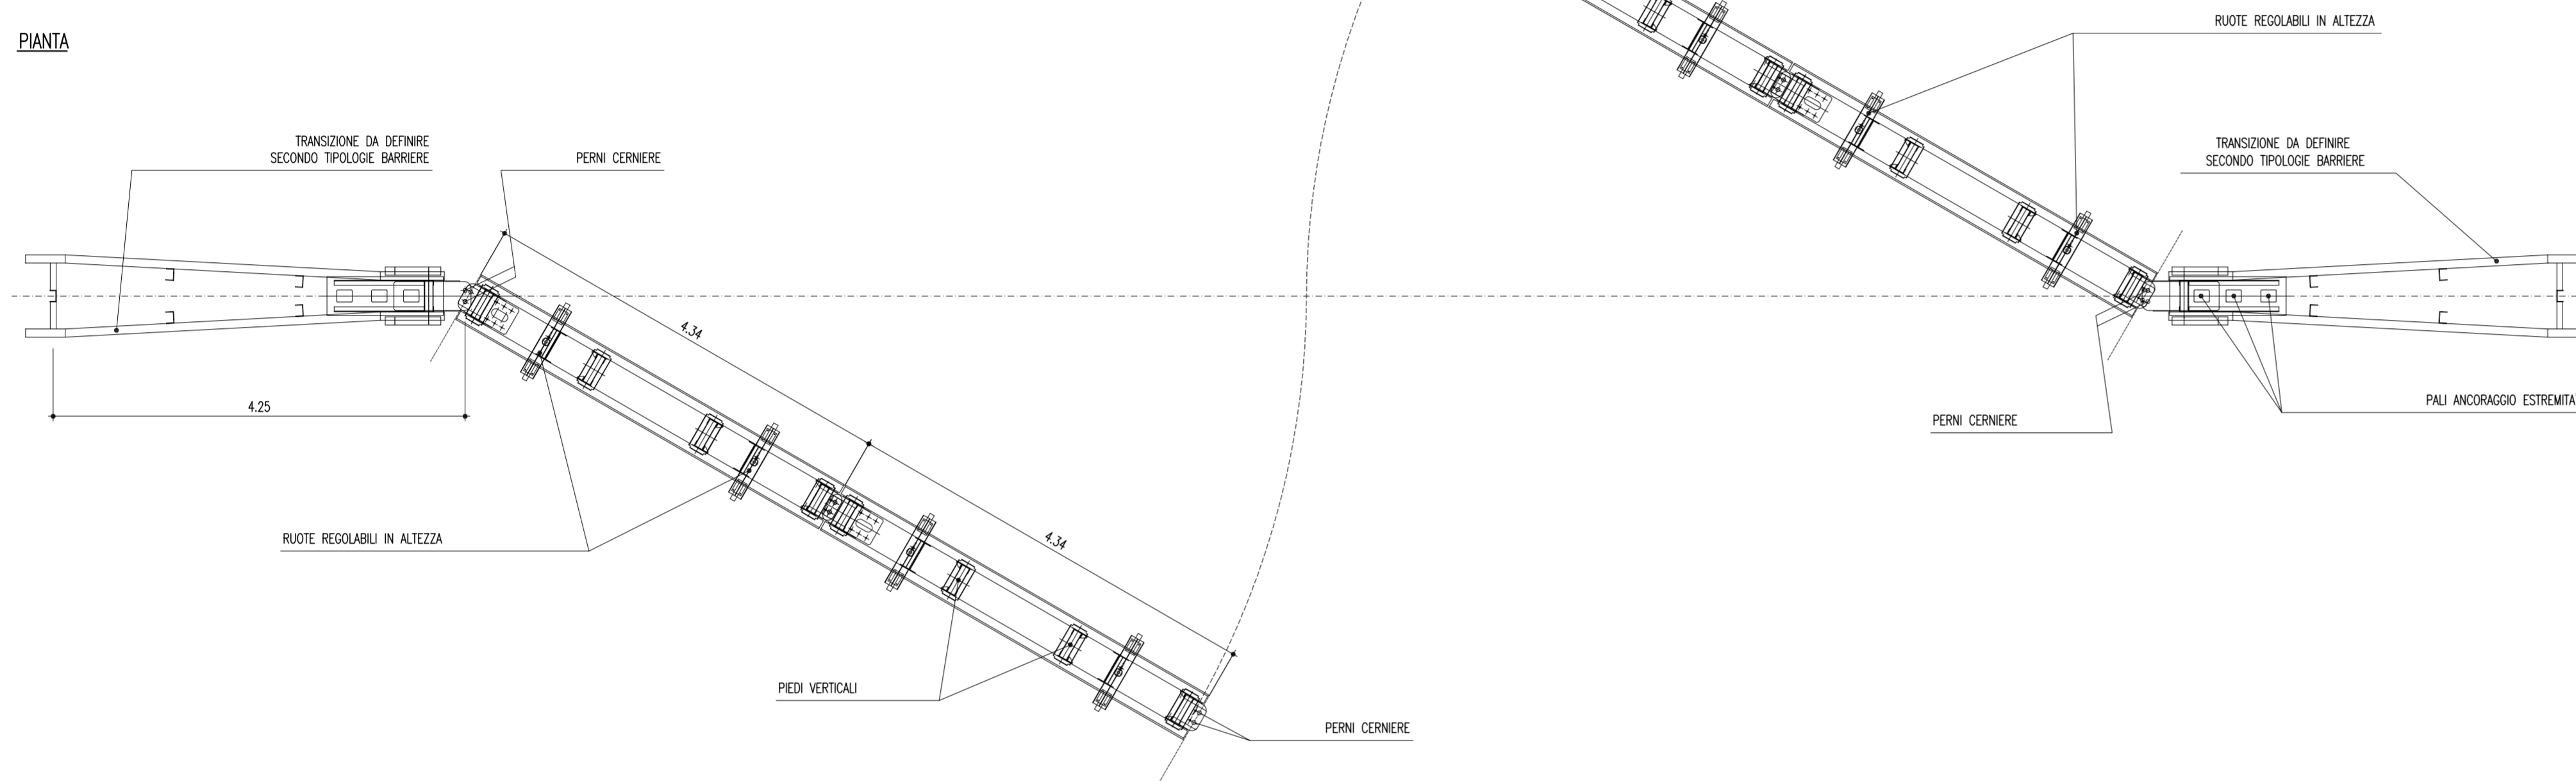 PIANTA
RUOTE REGOLABILI IN ALTEZZA
TRANSIZIONE DA DEFINIRE
SECONDO TIPOLOGIE BARRIERE
PERNI CERNIERE
TRANSIZIONE DA DEFINIRE
SECONDO TIPOLOGIE BARRIERE
4.34
4.25
PALI ANCORAGGIO ESTREMITA
PERNI CERNIERE
RUOTE REGOLABILI IN ALTEZZA
4.34
PIEDI VERTICALI
PERNI CERNIERE